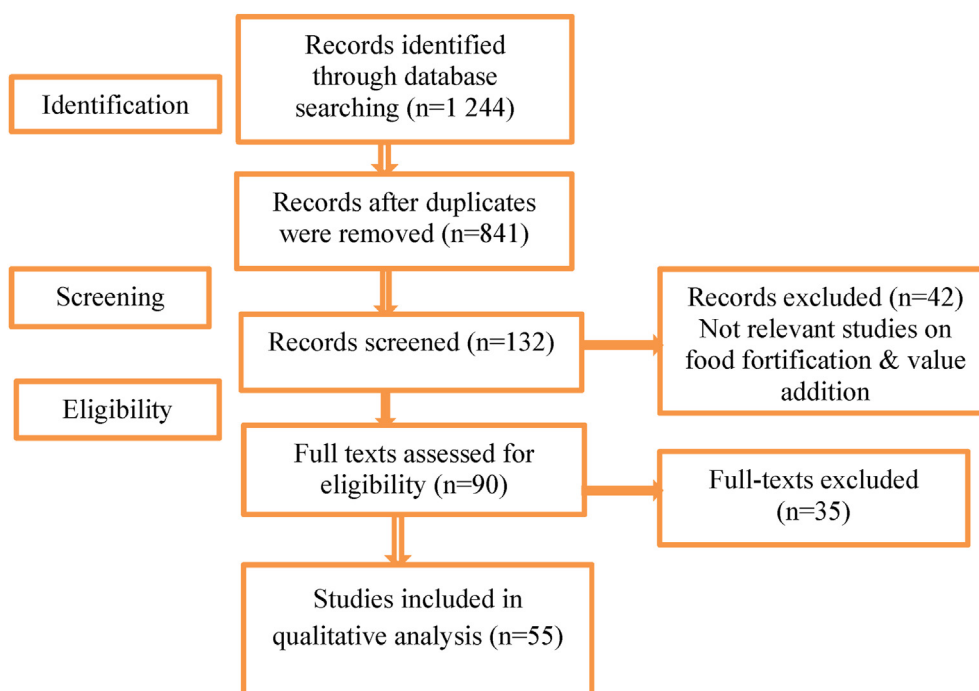 Records identified
through database
searching (n=1 244)
Identification
Records after duplicates
were removed (n=841)
Screening
Records screened (n=132)
Records excluded (n=42)
Not relevant studies on
food fortification & value
addition
Eligibility
Full texts assessed for
eligibility (n=90)
Full-texts excluded
(n=35)
Studies included in
qualitative analysis (n=55)